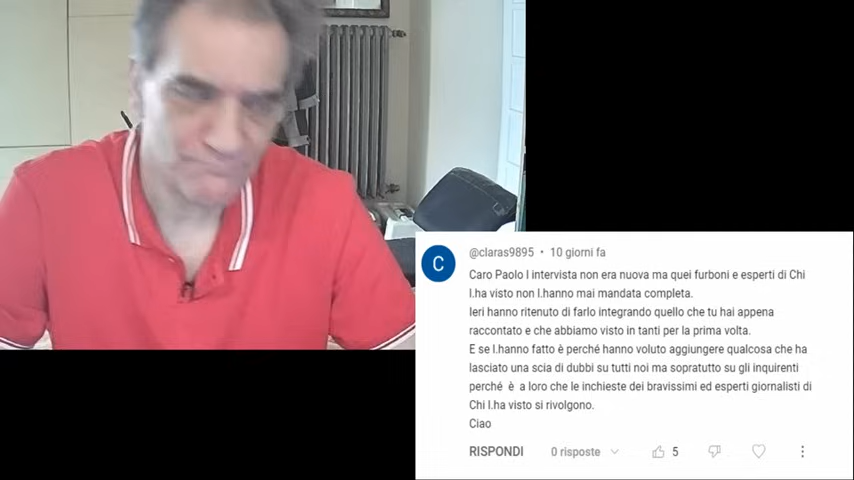 C
@claras9895 • 10 giorni fa
Caro Paolo l intervista non era nuova ma quei furboni e esperti di Chi
l.ha visto non l.hanno mai mandata completa.
Ieri hanno ritenuto di farlo integrando quello che tu hai appena
raccontato e che abbiamo visto in tanti per la prima volta.
E se l.hanno fatto è perché hanno voluto aggiungere qualcosa che ha
lasciato una scia di dubbi su tutti noi ma sopratutto su gli inquirenti
perché è a loro che le inchieste dei bravissimi ed esperti giornalisti di
Chi l.ha visto si rivolgono.
Ciao
RISPONDI 0 risposte 5